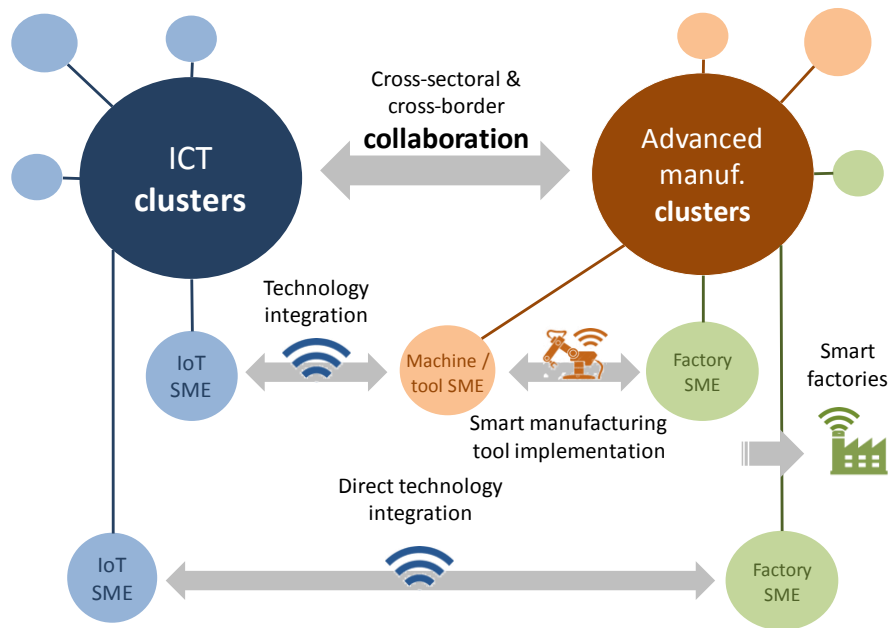 Cross-sectoral &
cross-border
collaboration
ICT
clusters
Advanced
manuf.
clusters
Technology
integration
IoT
SME
Machine /
tool SME
Factory
SME
Smart
factories
Smart manufacturing
tool implementation
Direct technology
integration
IoT
SME
Factory
SME